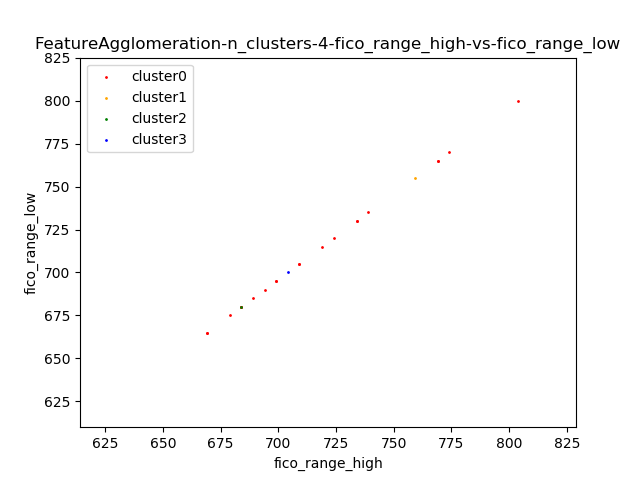 FeatureAgglomeration-n_clusters-4-fico_range_high-vs-fico_range_low
825
800
775
750
725
700
675
650
625
fico_range_low
cluster0
cluster1
cluster2
cluster3
625 650 675 700 725 750 775 800 825
fico_range_high